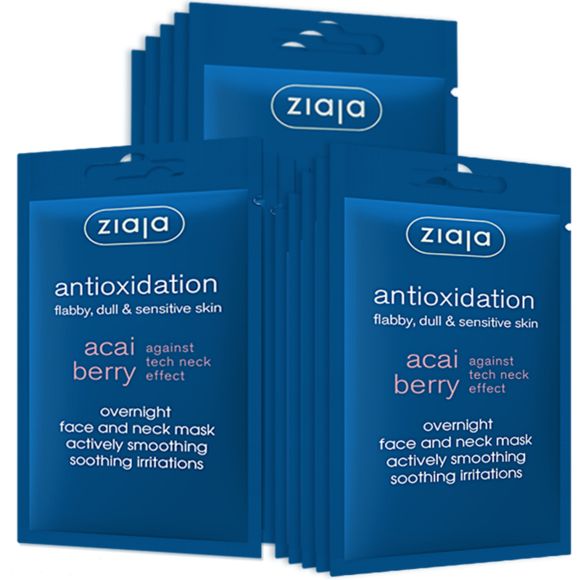 ziaja
ziaja
antioxidation
flabby, dull & sensitive skin
acai
berry
against
tech neck
effect
overnight
face and neck mask
actively smoothing
soothing irritations
ziaja
antioxidation
flabby, dull & sensitive skin
acai
berry
against
tech neck
effect
overnight
face and neck mask
actively smoothing
soothing irritations